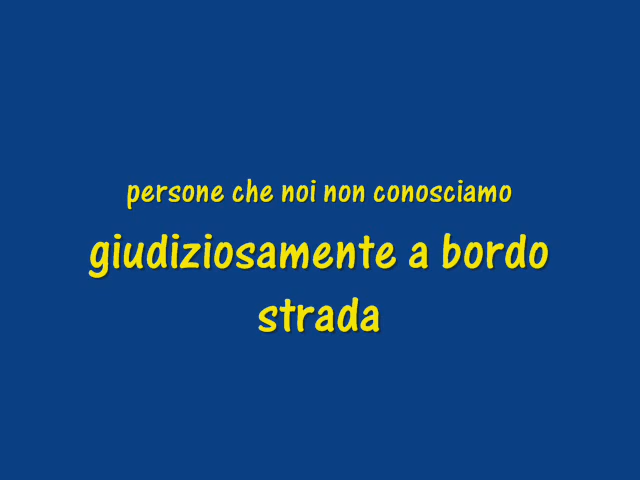 persone che noi non conosciamo
giudiziosamente a bordo
strada